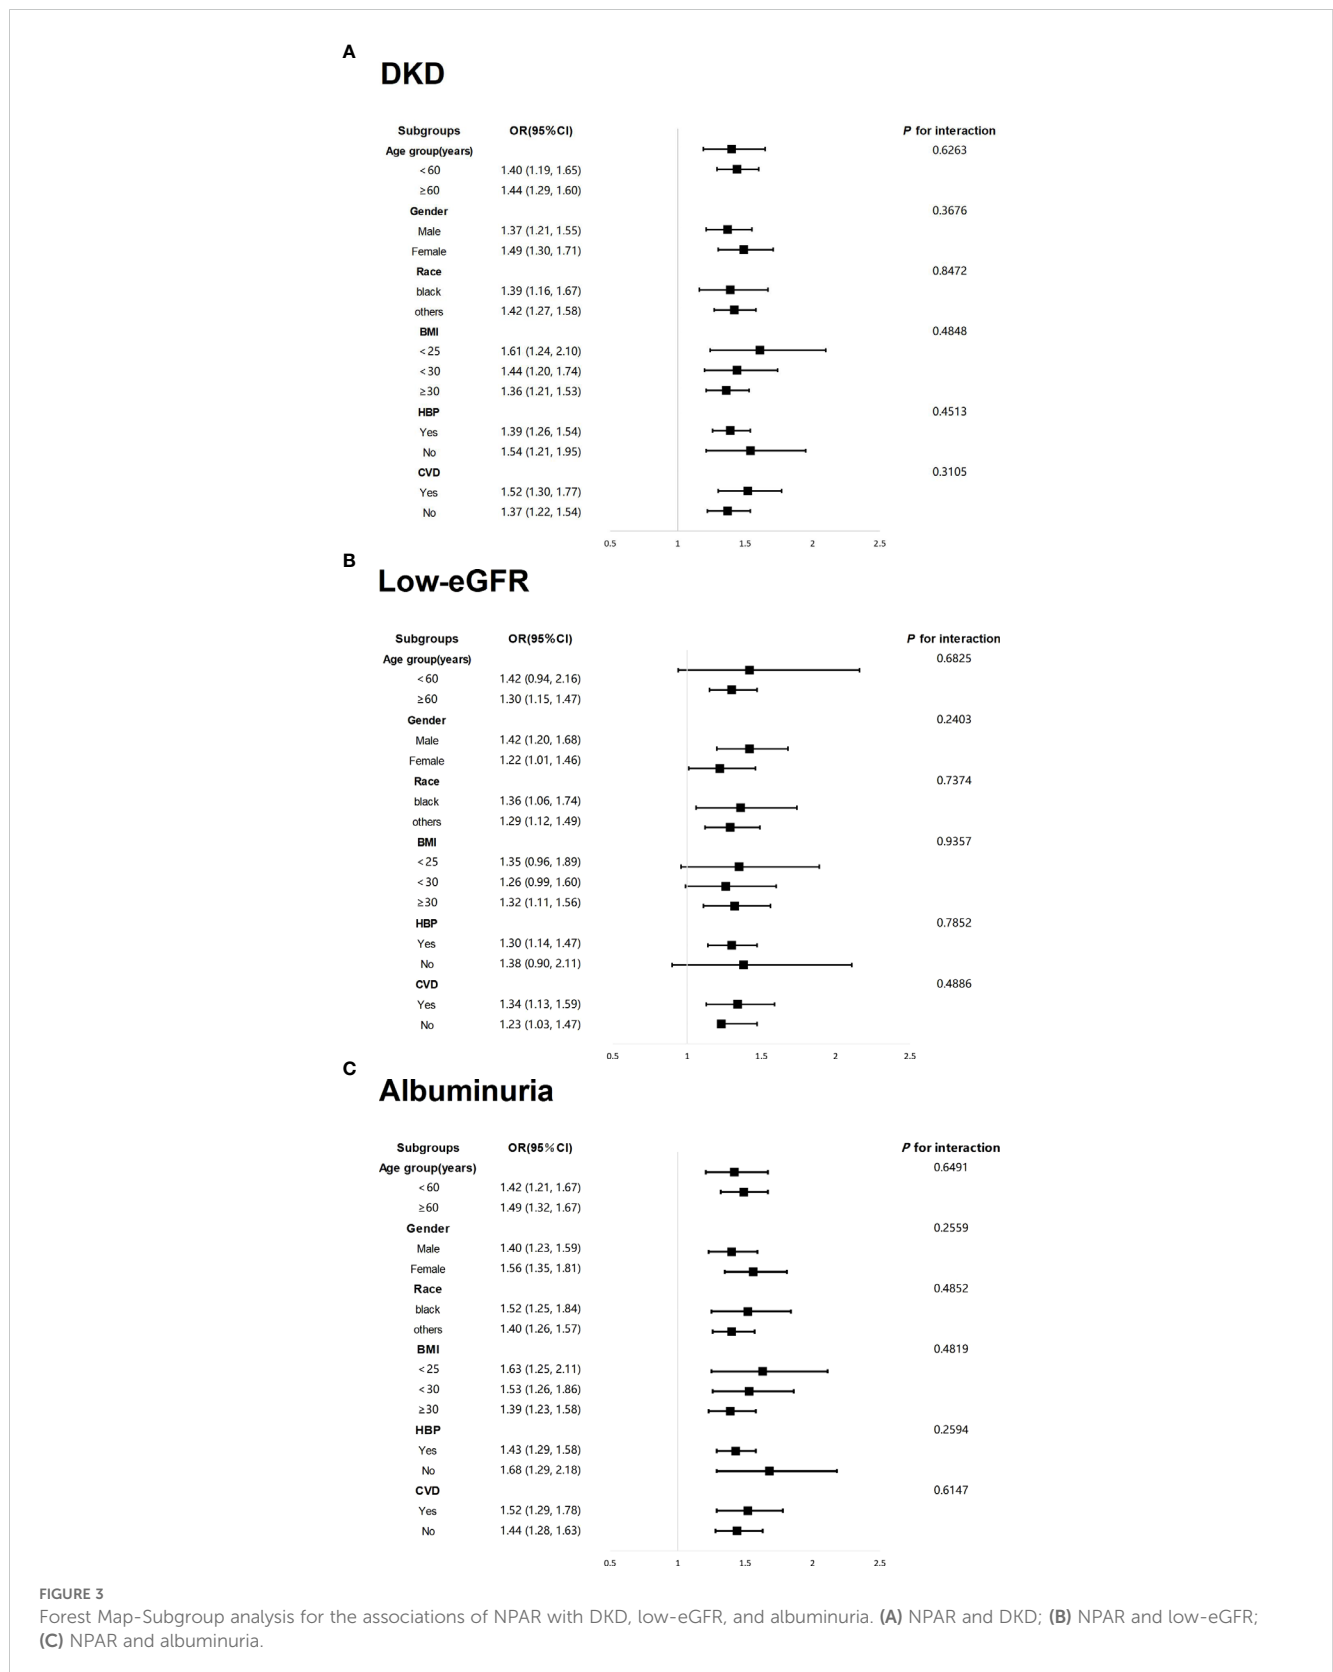 A
DKD
Subgroups OR(95%CI) P for interaction
Age group(years) 0.6263
<60 1.40 (1.19, 1.65)
≥60 1.44 (1.29, 1.60)
Gender 0.3676
Male 1.37 (1.21, 1.55)
Female 1.49 (1.30, 1.71)
Race 0.8472
black 1.39 (1.16, 1.67)
others 1.42 (1.27, 1.58)
BMI 0.4848
<25 1.61 (1.24, 2.10)
<30 1.44 (1.20, 1.74)
≥30 1.36 (1.21, 1.53)
HBP 0.4513
Yes 1.39 (1.26, 1.54)
No 1.54 (1.21, 1.95)
CVD 0.3105
Yes 1.52 (1.30, 1.77)
No 1.37 (1.22, 1.54)
0.5 1 1.5 2 2.5
B
Low-eGFR
Subgroups OR(95%CI) P for interaction
Age group(years) 0.6825
<60 1.42 (0.94, 2.16)
≥60 1.30 (1.15, 1.47)
Gender 0.2403
Male 1.42 (1.20, 1.68)
Female 1.22 (1.01, 1.46)
Race 0.7374
black 1.36 (1.06, 1.74)
others 1.29 (1.12, 1.49)
BMI 0.9357
<25 1.35 (0.96, 1.89)
<30 1.26 (0.99, 1.60)
≥30 1.32 (1.11, 1.56)
HBP 0.7852
Yes 1.30 (1.14, 1.47)
No 1.38 (0.90, 2.11)
CVD 0.4886
Yes 1.34 (1.13, 1.59)
No 1.23 (1.03, 1.47)
0.5 1 1.5 2 2.5
C
Albuminuria
Subgroups OR(95%CI) P for interaction
Age group(years) 0.6491
<60 1.42 (1.21, 1.67)
≥60 1.49 (1.32, 1.67)
Gender 0.2559
Male 1.40 (1.23, 1.59)
Female 1.56 (1.35, 1.81)
Race 0.4852
black 1.52 (1.25, 1.84)
others 1.40 (1.26, 1.57)
BMI 0.4819
<25 1.63 (1.25, 2.11)
<30 1.53 (1.26, 1.86)
≥30 1.39 (1.23, 1.58)
HBP 0.2594
Yes 1.43 (1.29, 1.58)
No 1.68 (1.29, 2.18)
CVD 0.6147
Yes 1.52 (1.29, 1.78)
No 1.44 (1.28, 1.63)
0.5 1 1.5 2 2.5
FIGURE 3
Forest Map-Subgroup analysis for the associations of NPAR with DKD, low-eGFR, and albuminuria. (A) NPAR and DKD; (B) NPAR and low-eGFR;
(C) NPAR and albuminuria.